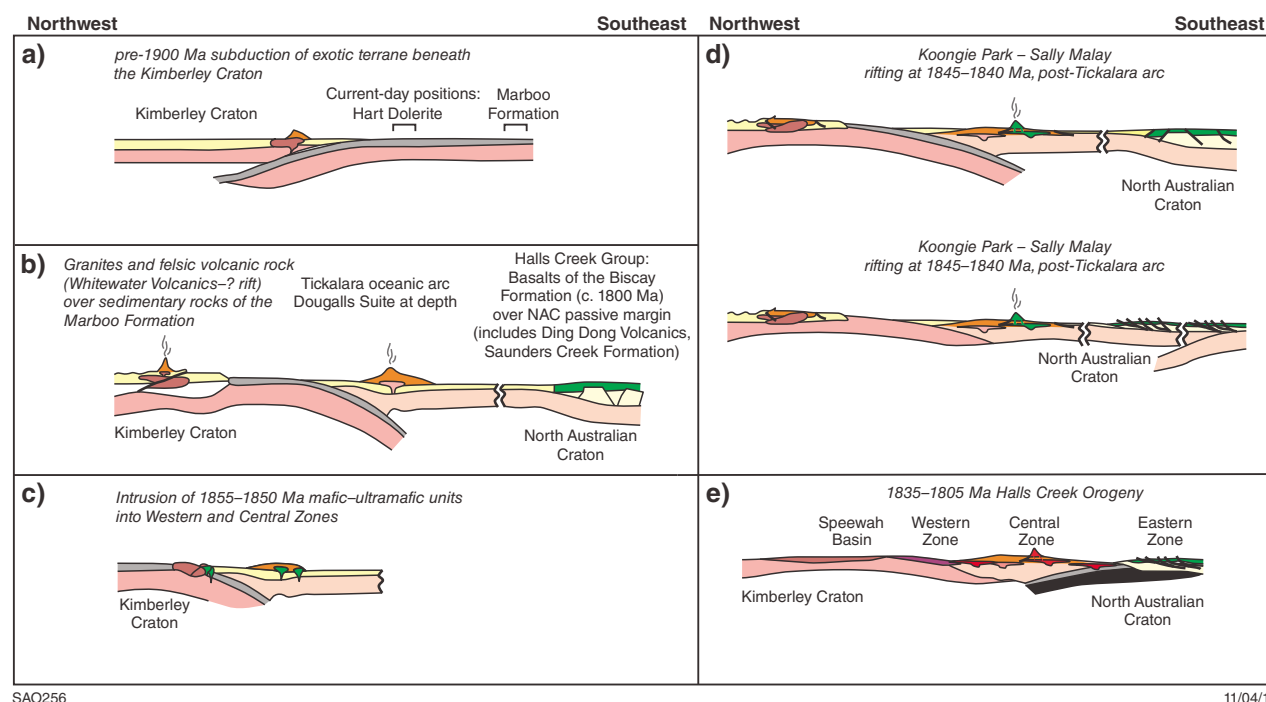 Northwest
Southeast
Northwest
Southeast
a)
pre-1900 Ma subduction of exotic terrane beneath
the Kimberley Craton
Kimberley Craton
Current-day positions:
Hart Dolerite
Marboo
Formation
b)
Granites and felsic volcanic rock
(Whitewater Volcanics–? rift)
over sedimentary rocks of the
Marboo Formation
Tickalara oceanic arc
Dougalls Suite at depth
Halls Creek Group:
Basalts of the Biscay
Formation (c. 1800 Ma)
over NAC passive margin
(includes Ding Dong Volcanics,
Saunders Creek Formation)
Kimberley Craton
North Australian
Craton
c)
Intrusion of 1855–1850 Ma mafic–ultramafic units
into Western and Central Zones
Kimberley
Craton
d)
Koongie Park – Sally Malay
rifting at 1845–1840 Ma, post-Tickalara arc
North Australian
Craton
Koongie Park – Sally Malay
rifting at 1845–1840 Ma, post-Tickalara arc
North Australian
Craton
e)
1835–1805 Ma Halls Creek Orogeny
Speewah
Basin
Western
Zone
Central
Zone
Eastern
Zone
Kimberley Craton
North Australian
Craton
SAO256
11/04/1